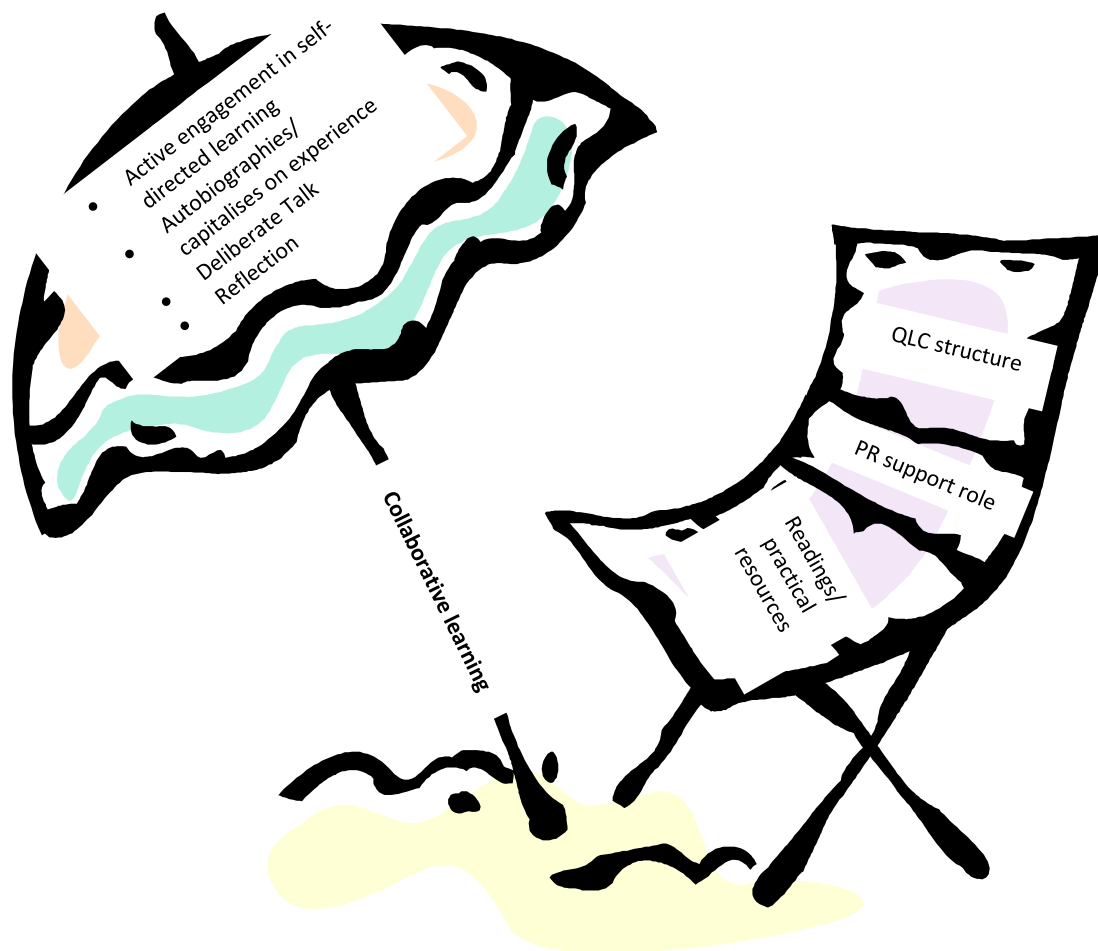 • Active engagement in self-
directed learning
• Autobiographies/
capitalises on experience
• Deliberate Talk
• Reflection
Collaborative learning
QLC structure
PR support role
Readings/
practical
resources